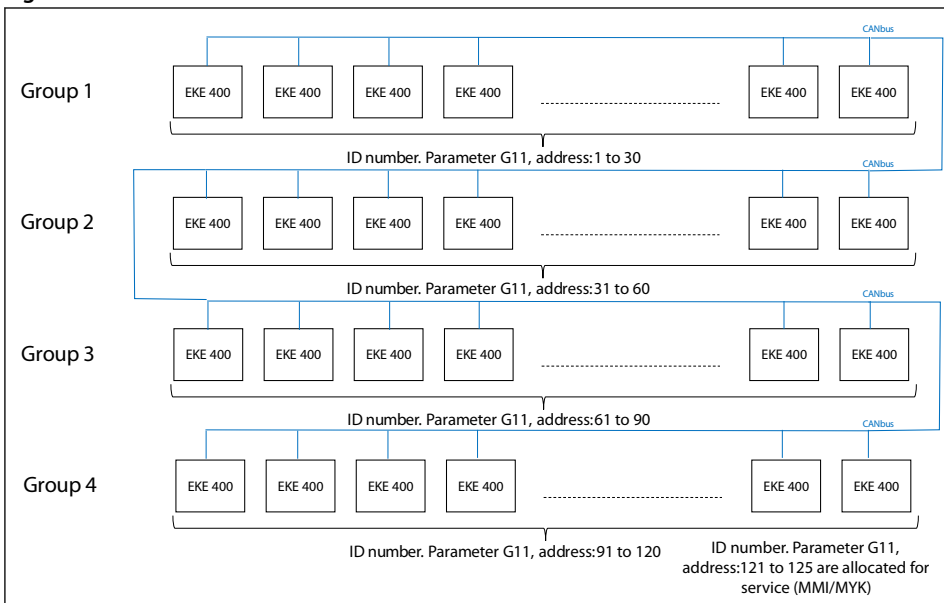 CANbus
Group 1
EKE 400 EKE 400 EKE 400 EKE 400 EKE 400 EKE 400
ID number. Parameter G11, address:1 to 30
CANbus
Group 2
EKE 400 EKE 400 EKE 400 EKE 400 EKE 400 EKE 400
ID number. Parameter G11, address:31 to 60
CANbus
Group 3
EKE 400 EKE 400 EKE 400 EKE 400 EKE 400 EKE 400
ID number. Parameter G11, address:61 to 90
CANbus
Group 4
EKE 400 EKE 400 EKE 400 EKE 400 EKE 400 EKE 400
ID number. Parameter G11, address:91 to 120
ID number. Parameter G11,
address:121 to 125 are allocated for
service (MMI/MYK)